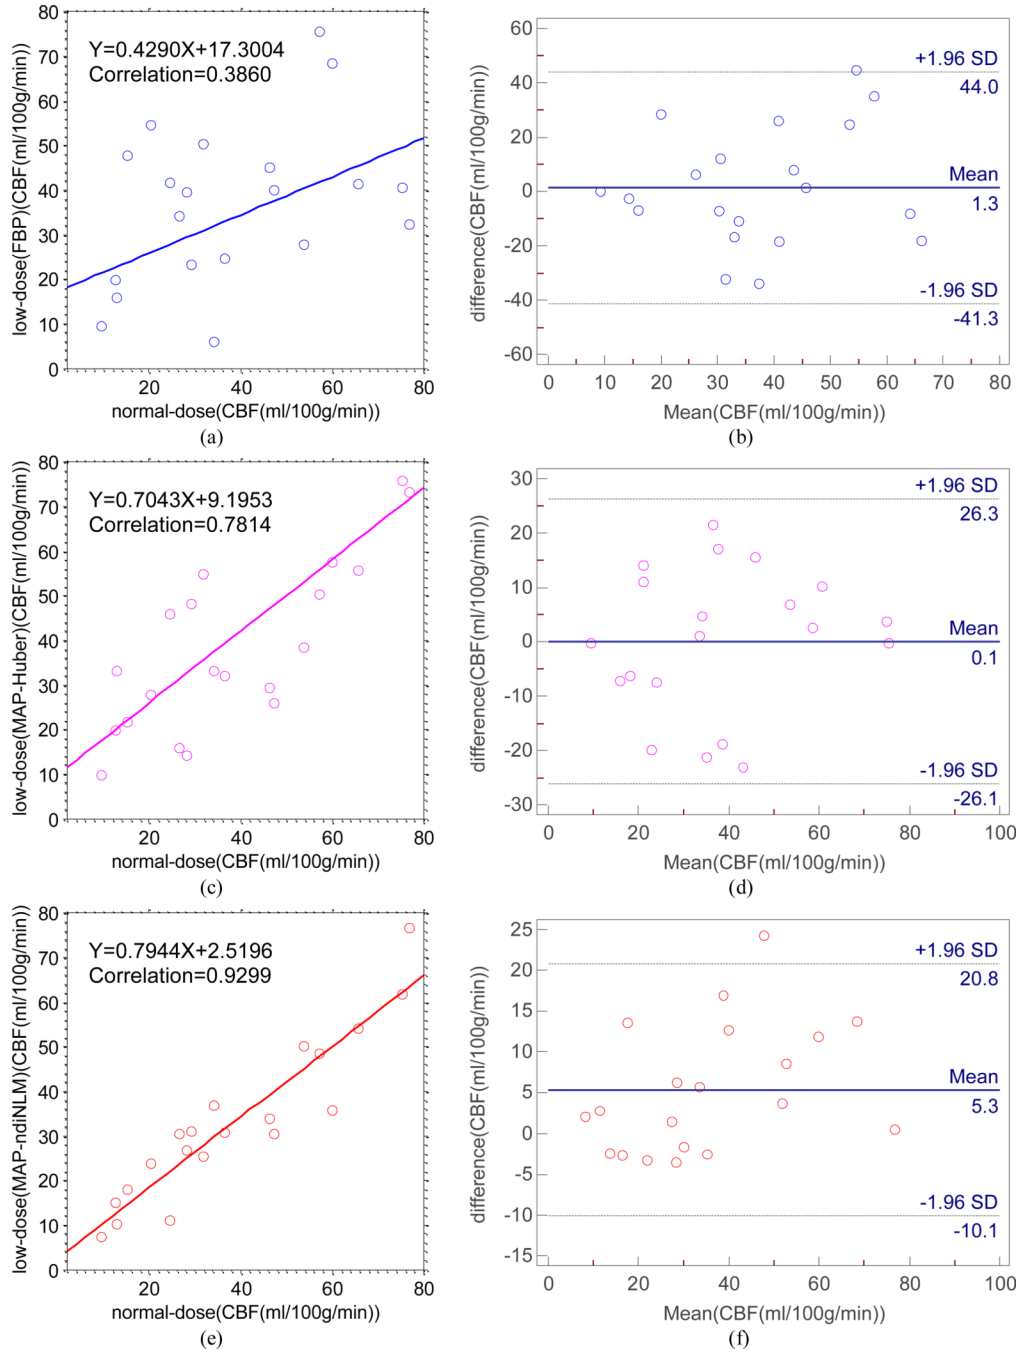 low-dose(FBP)(CBF(ml/100g/min))
80
70
60
50
40
30
20
10
0
Y=0.4290X+17.3004
Correlation=0.3860
20
40
60
80
normal-dose(CBF(ml/100g/min))
(a)
difference(CBF(ml/100g/min))
60
40
20
0
-20
-40
-60
+1.96 SD
44.0
Mean
1.3
-1.96 SD
-41.3
0
10
20
30
40
50
60
70
80
Mean(CBF(ml/100g/min))
(b)
low-dose(MAP-Huber)(CBF(ml/100g/min))
80
70
60
50
40
30
20
10
0
Y=0.7043X+9.1953
Correlation=0.7814
20
40
60
80
normal-dose(CBF(ml/100g/min))
(c)
difference(CBF(ml/100g/min))
30
20
10
0
-10
-20
-30
+1.96 SD
26.3
Mean
0.1
-1.96 SD
-26.1
0
20
40
60
80
100
Mean(CBF(ml/100g/min))
(d)
low-dose(MAP-ndiNLM)(CBF(ml/100g/min))
80
70
60
50
40
30
20
10
0
Y=0.7944X+2.5196
Correlation=0.9299
20
40
60
80
normal-dose(CBF(ml/100g/min))
(e)
difference(CBF(ml/100g/min))
25
20
15
10
5
0
-5
-10
-15
+1.96 SD
20.8
Mean
5.3
-1.96 SD
-10.1
0
20
40
60
80
100
Mean(CBF(ml/100g/min))
(f)